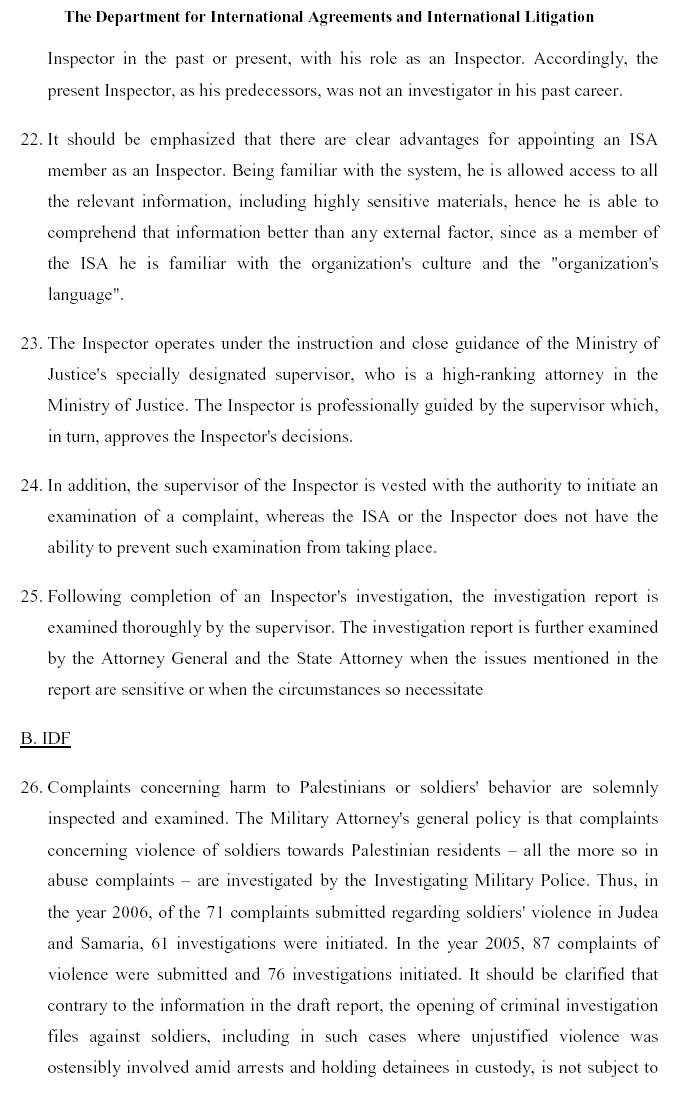 The Department for International Agreements and International Litigation
Inspector in the past or present, with his role as an Inspector. Accordingly, the
present Inspector, as his predecessors, was not an investigator in his past career.
22. It should be emphasized that there are clear advantages for appointing an ISA
member as an Inspector. Being familiar with the system, he is allowed access to all
the relevant information, including highly sensitive materials, hence he is able to
comprehend that information better than any external factor, since as a member of
the ISA he is familiar with the organization's culture and the "organization's
language".
23. The Inspector operates under the instruction and close guidance of the Ministry of
Justice's specially designated supervisor, who is a high-ranking attorney in the
Ministry of Justice. The Inspector is professionally guided by the supervisor which,
in turn, approves the Inspector's decisions.
24. In addition, the supervisor of the Inspector is vested with the authority to initiate an
examination of a complaint, whereas the ISA or the Inspector does not have the
ability to prevent such examination from taking place.
25. Following completion of an Inspector's investigation, the investigation report is
examined thoroughly by the supervisor. The investigation report is further examined
by the Attorney General and the State Attorney when the issues mentioned in the
report are sensitive or when the circumstances so necessitate
B. IDF
26. Complaints concerning harm to Palestinians or soldiers' behavior are solemnly
inspected and examined. The Military Attorney's general policy is that complaints
concerning violence of soldiers towards Palestinian residents – all the more so in
abuse complaints – are investigated by the Investigating Military Police. Thus, in
the year 2006, of the 71 complaints submitted regarding soldiers' violence in Judea
and Samaria, 61 investigations were initiated. In the year 2005, 87 complaints of
violence were submitted and 76 investigations initiated. It should be clarified that
contrary to the information in the draft report, the opening of criminal investigation
files against soldiers, including in such cases where unjustified violence was
ostensibly involved amid arrests and holding detainees in custody, is not subject to